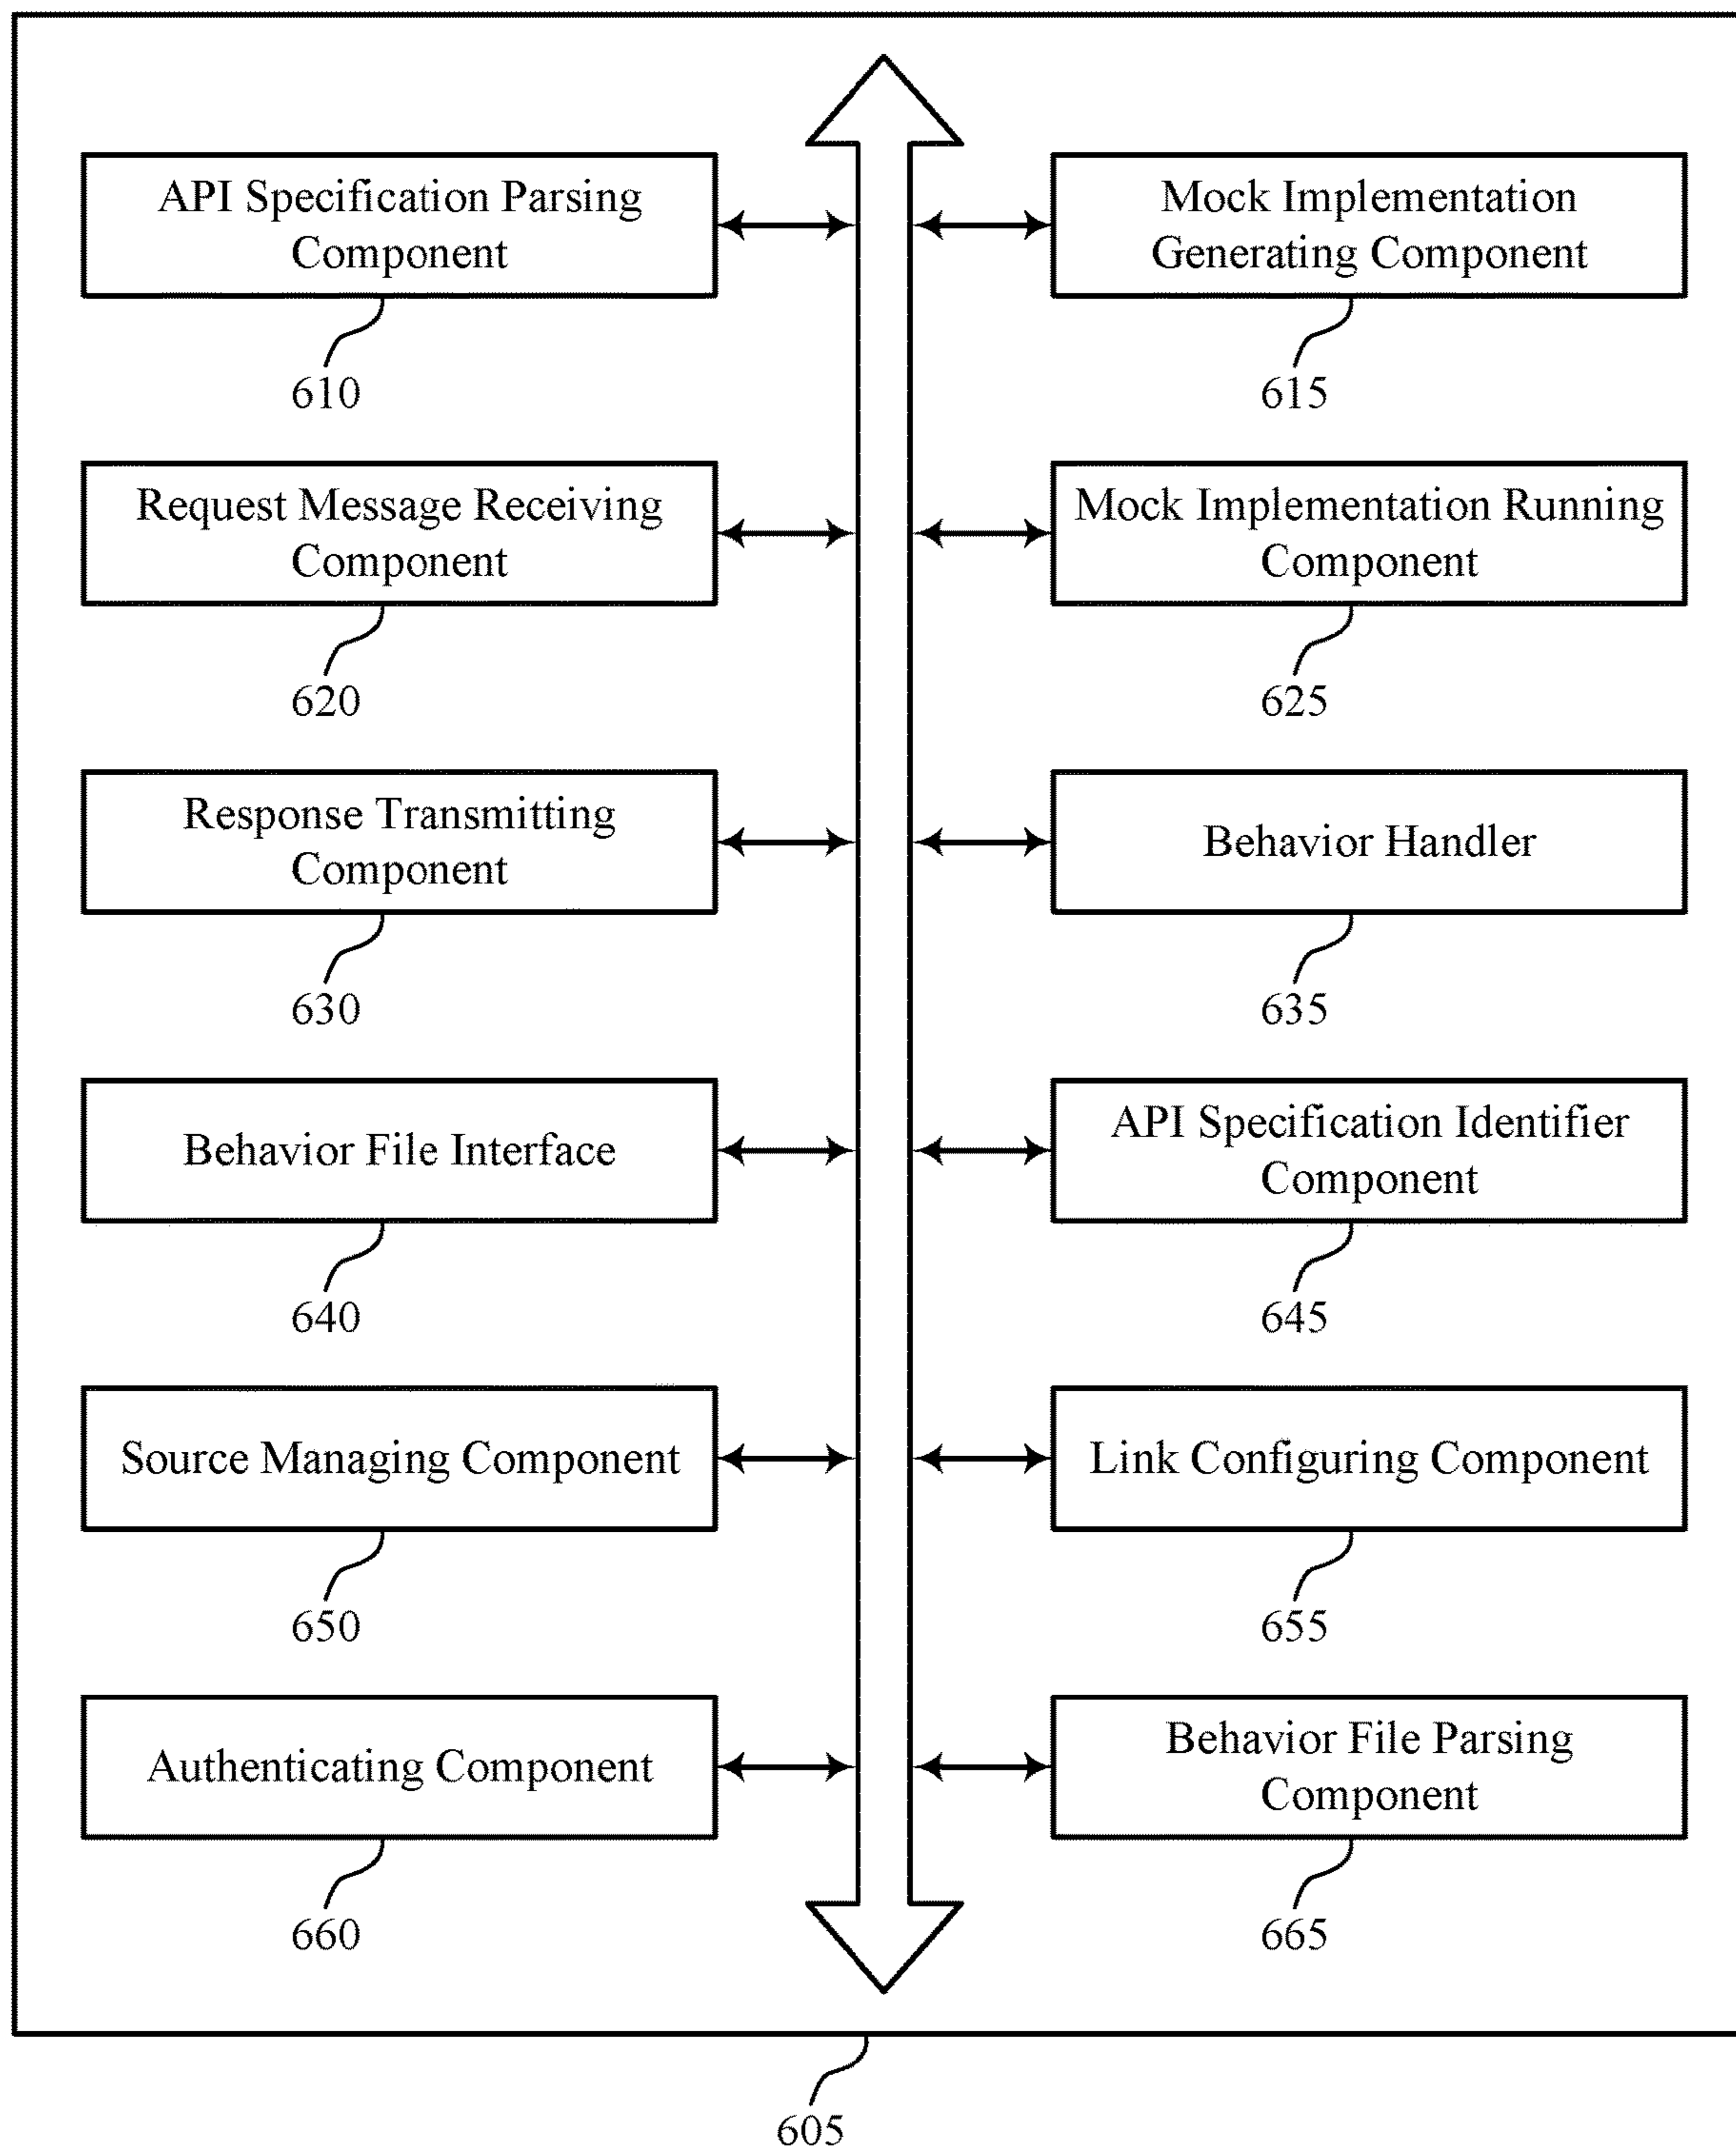 API Specification Parsing
Component
610
Mock Implementation
Generating Component
615
Request Message Receiving
Component
620
Mock Implementation Running
Component
625
Response Transmitting
Component
630
Behavior Handler
635
Behavior File Interface
640
API Specification Identifier
Component
645
Source Managing Component
650
Link Configuring Component
655
Authenticating Component
660
Behavior File Parsing
Component
665
605